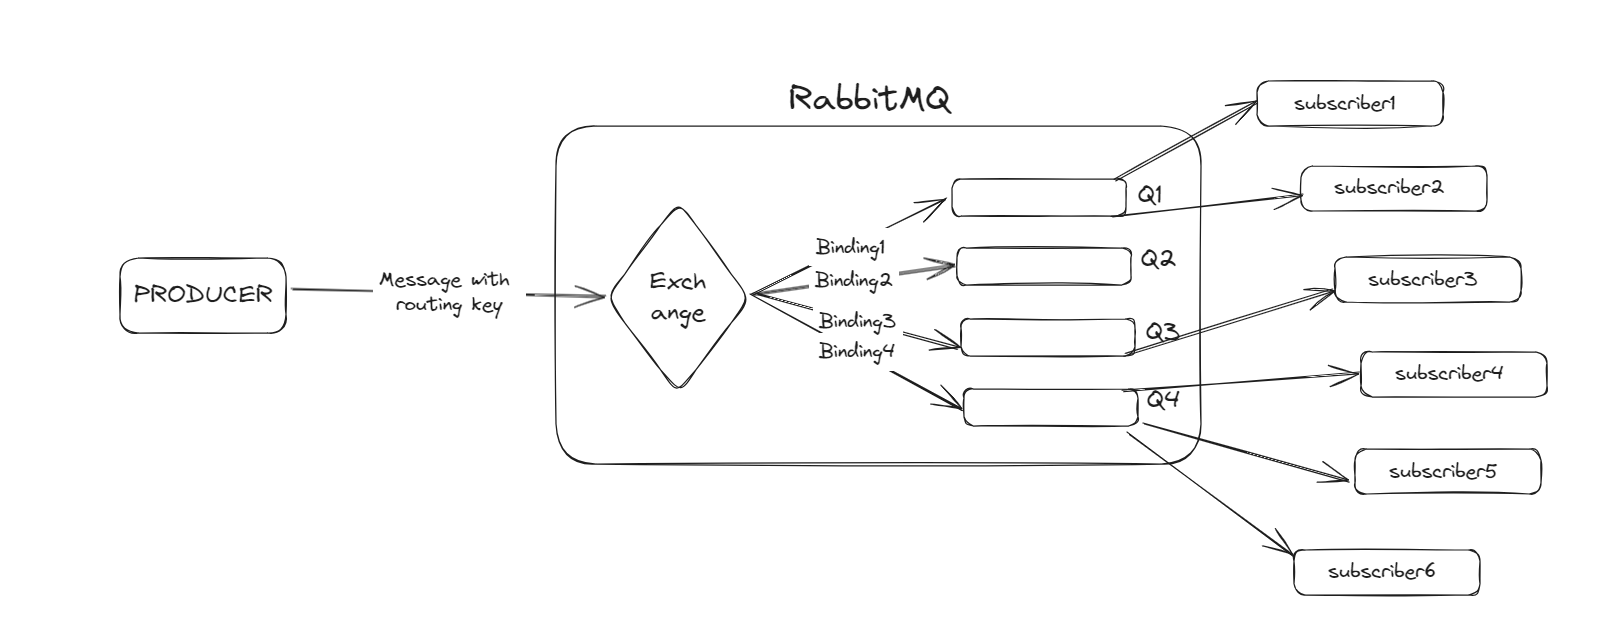 RabbitMQ
PRODUCER
Message with
routing key
Exch
ange
Binding1
Binding2
Binding3
Binding4
Q1
Q2
Q3
Q4
subscriber1
subscriber2
subscriber3
subscriber4
subscriber5
subscriber6